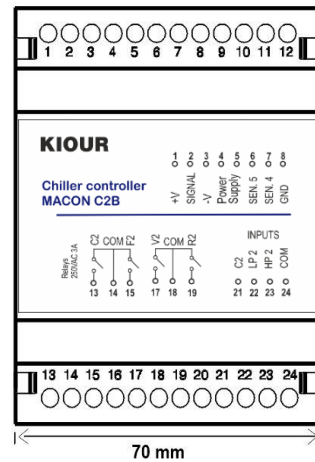 1 2 3 4 5 6 7 8 9 10 11 12
KIOUR
Chiller controller
MACON C2B
1 2 3 4 5 6 7 8
+V
SIGNAL
-V
Power
Supply
SEN. 5
SEN. 4
GND
Relays
250VAC 3A
C2 COM F2
V2 COM R2
INPUTS
C2
LP 2
HP 2
COM
13 14 15
17 18 19
21 22 23 24
13 14 15 16 17 18 19 20 21 22 23 24
70 mm